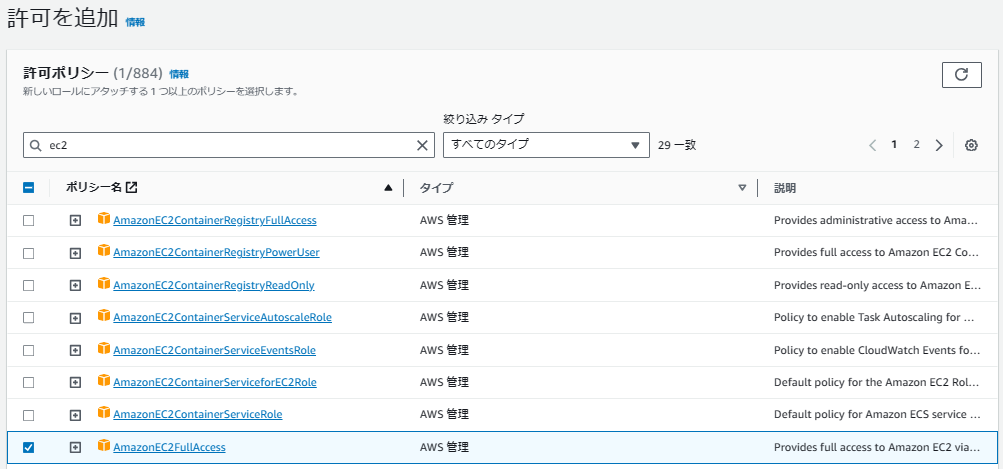 許可を追加 情報
許可ポリシー (1/884) 情報
新しいロールにアタッチする 1 つ以上のポリシーを選択します。
絞り込み タイプ
ec2 すべてのタイプ 29 一致 1 2
ポリシー名 タイプ 説明
AmazonEC2ContainerRegistryFullAccess AWS 管理 Provides administrative access to Ama...
AmazonEC2ContainerRegistryPowerUser AWS 管理 Provides full access to Amazon EC2 Co...
AmazonEC2ContainerRegistryReadOnly AWS 管理 Provides read-only access to Amazon E...
AmazonEC2ContainerServiceAutoscaleRole AWS 管理 Policy to enable Task Autoscaling for ...
AmazonEC2ContainerServiceEventsRole AWS 管理 Policy to enable CloudWatch Events fo...
AmazonEC2ContainerServiceforEC2Role AWS 管理 Default policy for the Amazon EC2 Rol...
AmazonEC2ContainerServiceRole AWS 管理 Default policy for Amazon ECS service ...
AmazonEC2FullAccess AWS 管理 Provides full access to Amazon EC2 via...